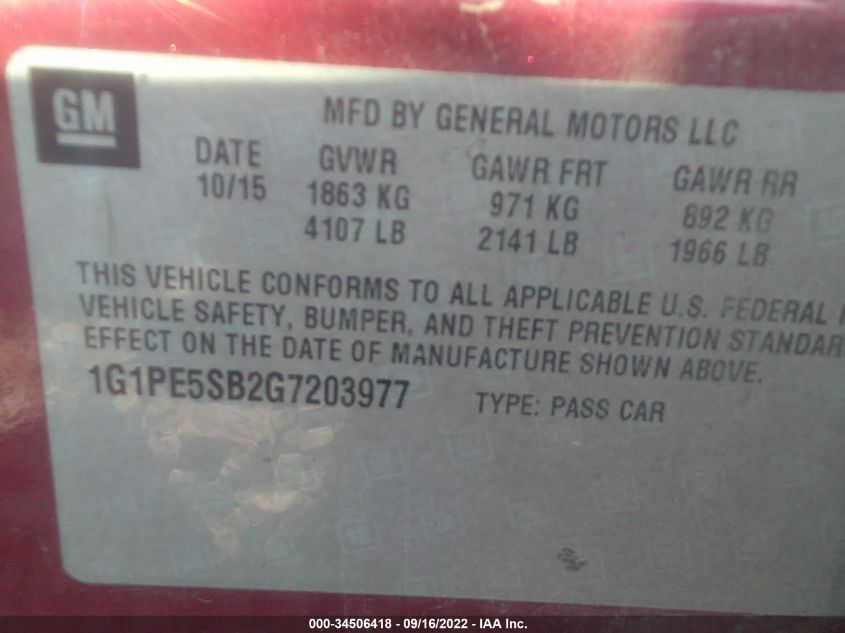 GM
MFD BY GENERAL MOTORS LLC
DATE GVWR GAWR FRT GAWR RR
10/15 1863 KG 971 KG 892 KG
4107 LB 2141 LB 1966 LB
THIS VEHICLE CONFORMS TO ALL APPLICABLE U.S. FEDERAL
VEHICLE SAFETY, BUMPER, AND THEFT PREVENTION STANDAR
EFFECT ON THE DATE OF MANUFACTURE SHOWN ABOVE.
1G1PE5SB2G7203977 TYPE: PASS CAR
000-34506418 - 09/16/2022 - IAA Inc.